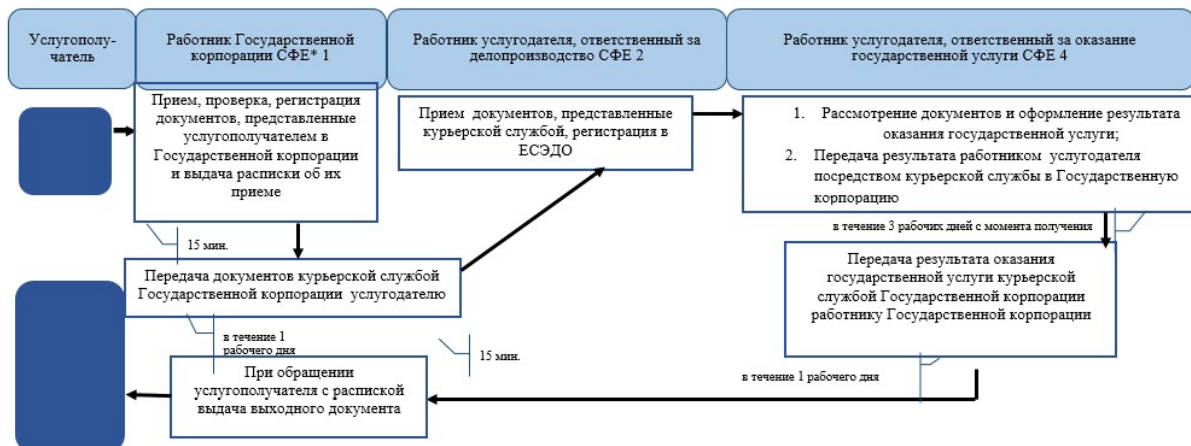 Услугополу-
чатель
Работник Государственной
корпорации СФЕ* 1
Работник услугодателя, ответственный за
делопроизводство СФЕ 2
Работник услугодателя, ответственный за оказание
государственной услуги СФЕ 4
Прием, проверка, регистрация
документов, представленные
услугополучателем в
Государственной корпорации
и выдача расписки об их
приеме
Прием документов, представленные
курьерской службой, регистрация в
ЕСЭДО
1. Рассмотрение документов и оформление результата
оказания государственной услуги;
2. Передача результата работником услугодателя
посредством курьерской службы в Государственную
корпорацию
15 мин.
в течение 3 рабочих дней с момента получения
Передача документов курьерской службой
Государственной корпорации услугодателю
Передача результата оказания
государственной услуги курьерской
службой Государственной корпорации
работнику Государственной корпорации
в течение 1
рабочего дня
15 мин.
в течение 1 рабочего дня
При обращении
услугополучателя с распиской
выдача выходного документа